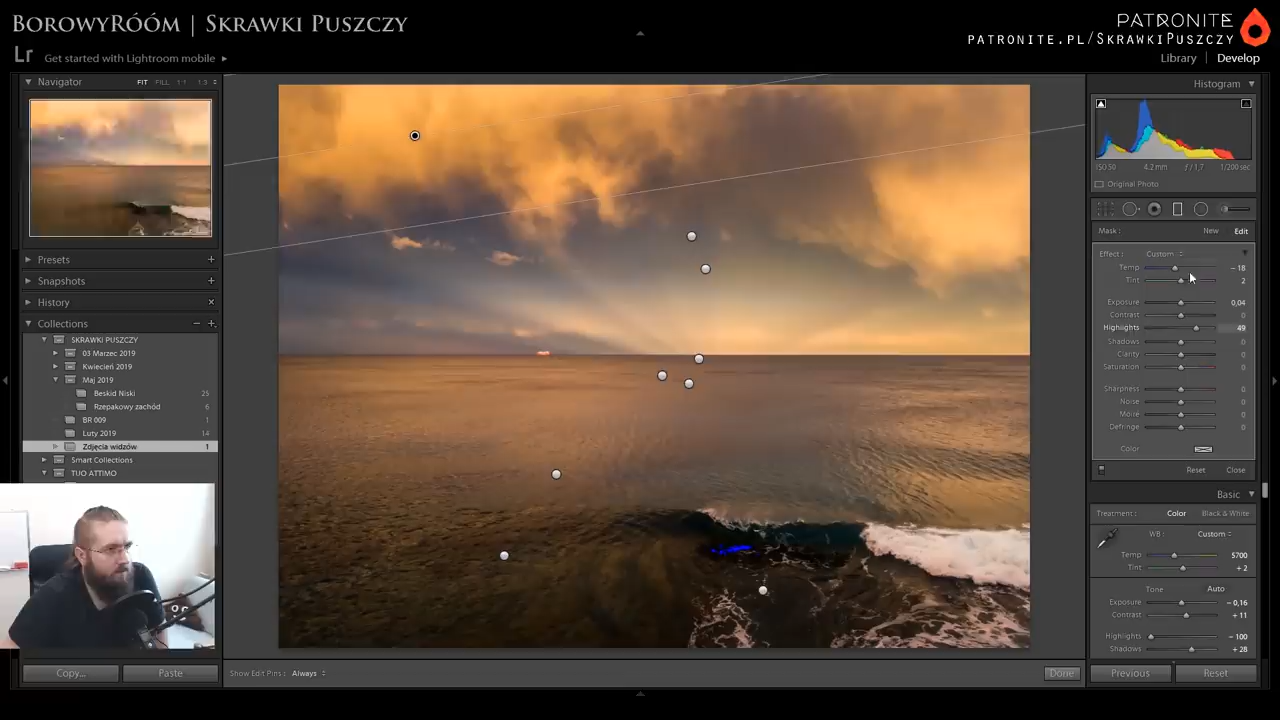 BorowyRóóm | Skrawki Puszczy
PATRONITE
PATRONITE.PL/SKRAWKIPUSZCZY
Lr Get started with Lightroom mobile
Library | Develop
Navigator FIT FILL 1:1 1:3
Presets
Snapshots
History
Collections
SKRAWKI PUSZCZY
03 Marzec 2019
Kwiecień 2019
Maj 2019
Beskid Niski 25
Rzepakowy zachód 6
BR 009 1
Luty 2019 14
Zdjęcia widzów 1
Smart Collections
TUO ATTIMO
Copy... Paste
Show Edit Pins : Always
Done
Histogram
ISO 50 4.2 mm f / 1,7 1/200 sec
Original Photo
Mask : New Edit
Effect : Custom
Temp – 18
Tint 2
Exposure 0,04
Contrast 0
Highlights 49
Shadows 0
Clarity 0
Saturation 0
Sharpness 0
Noise 0
Moiré 0
Defringe 0
Color
Reset Close
Basic
Treatment : Color Black & White
WB : Custom
Temp 5700
Tint + 2
Tone Auto
Exposure – 0,16
Contrast + 11
Highlights – 100
Shadows + 28
Previous Reset